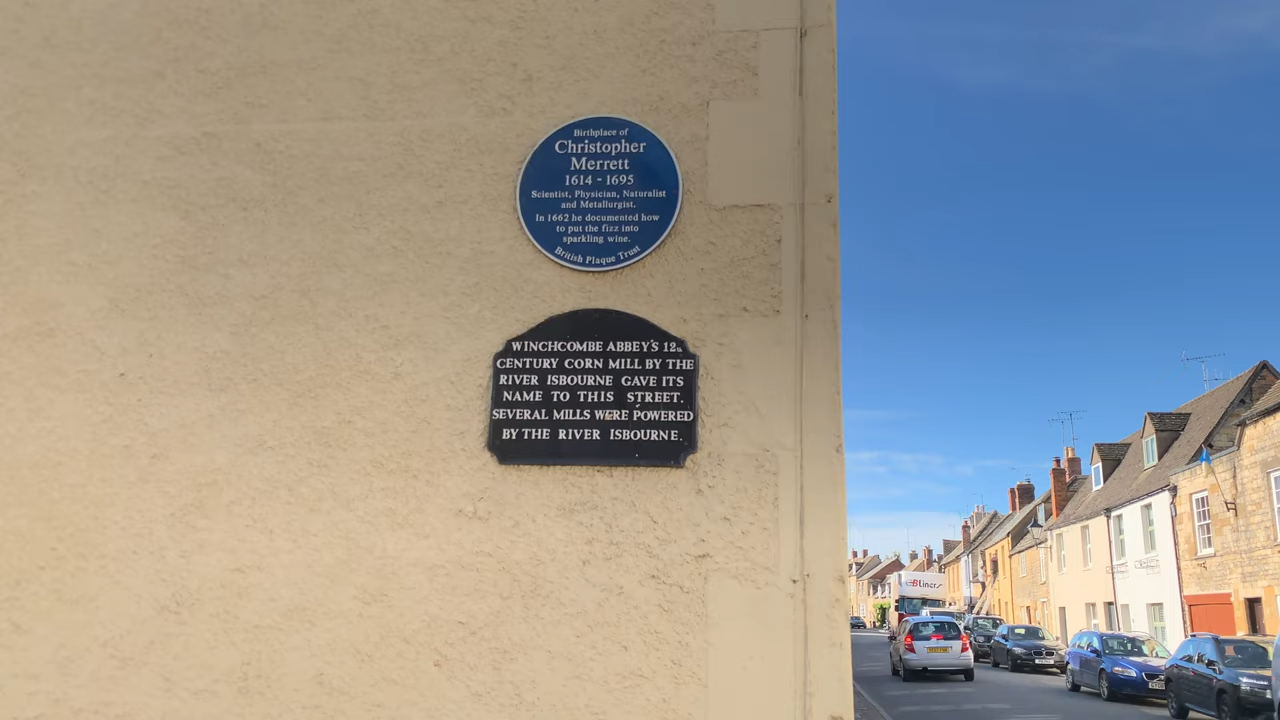 Birthplace of
Christopher
Merrett
1614 - 1695
Scientist, Physician, Naturalist
and Metallurgist.
In 1662 he documented how
to put the fizz into
sparkling wine.
British Plaque Trust
WINCHCOMBE ABBEY'S 12th
CENTURY CORN MILL BY THE
RIVER ISBOURNE GAVE ITS
NAME TO THIS STREET.
SEVERAL MILLS WERE POWERED
BY THE RIVER ISBOURNE.
BLiners